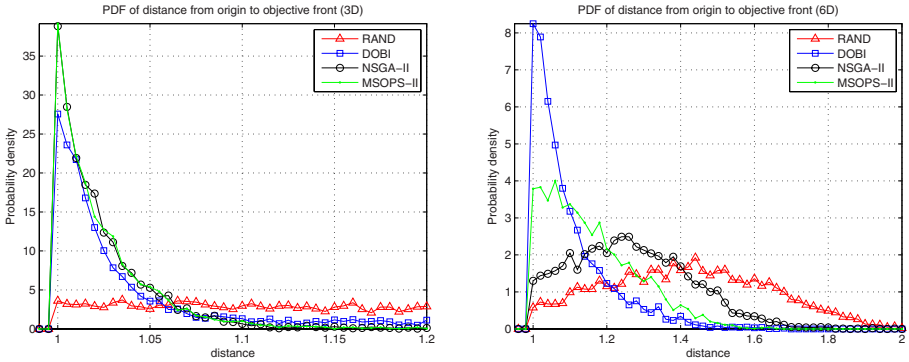 PDF of distance from origin to objective front (3D)
Probability density
35
30
25
20
15
10
5
0
1
1.05
1.1
1.15
1.2
distance
RAND
DOBI
NSGA-II
MSOPS-II
PDF of distance from origin to objective front (6D)
Probability density
8
7
6
5
4
3
2
1
0
1
1.2
1.4
1.6
1.8
2
distance
RAND
DOBI
NSGA-II
MSOPS-II